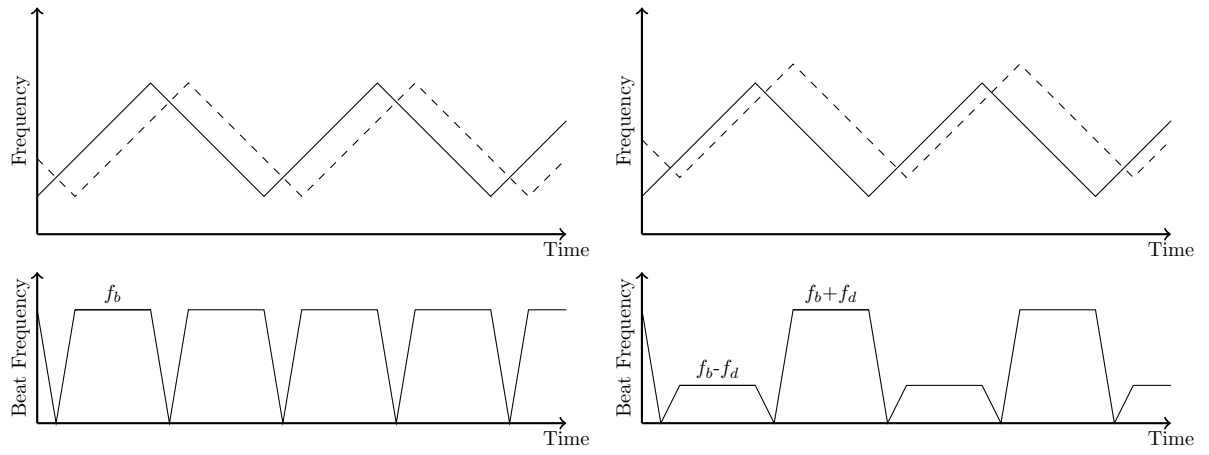 Frequency
Time
Frequency
Time
Beat Frequency
f_b
Time
Beat Frequency
f_b-f_d
f_b+f_d
Time